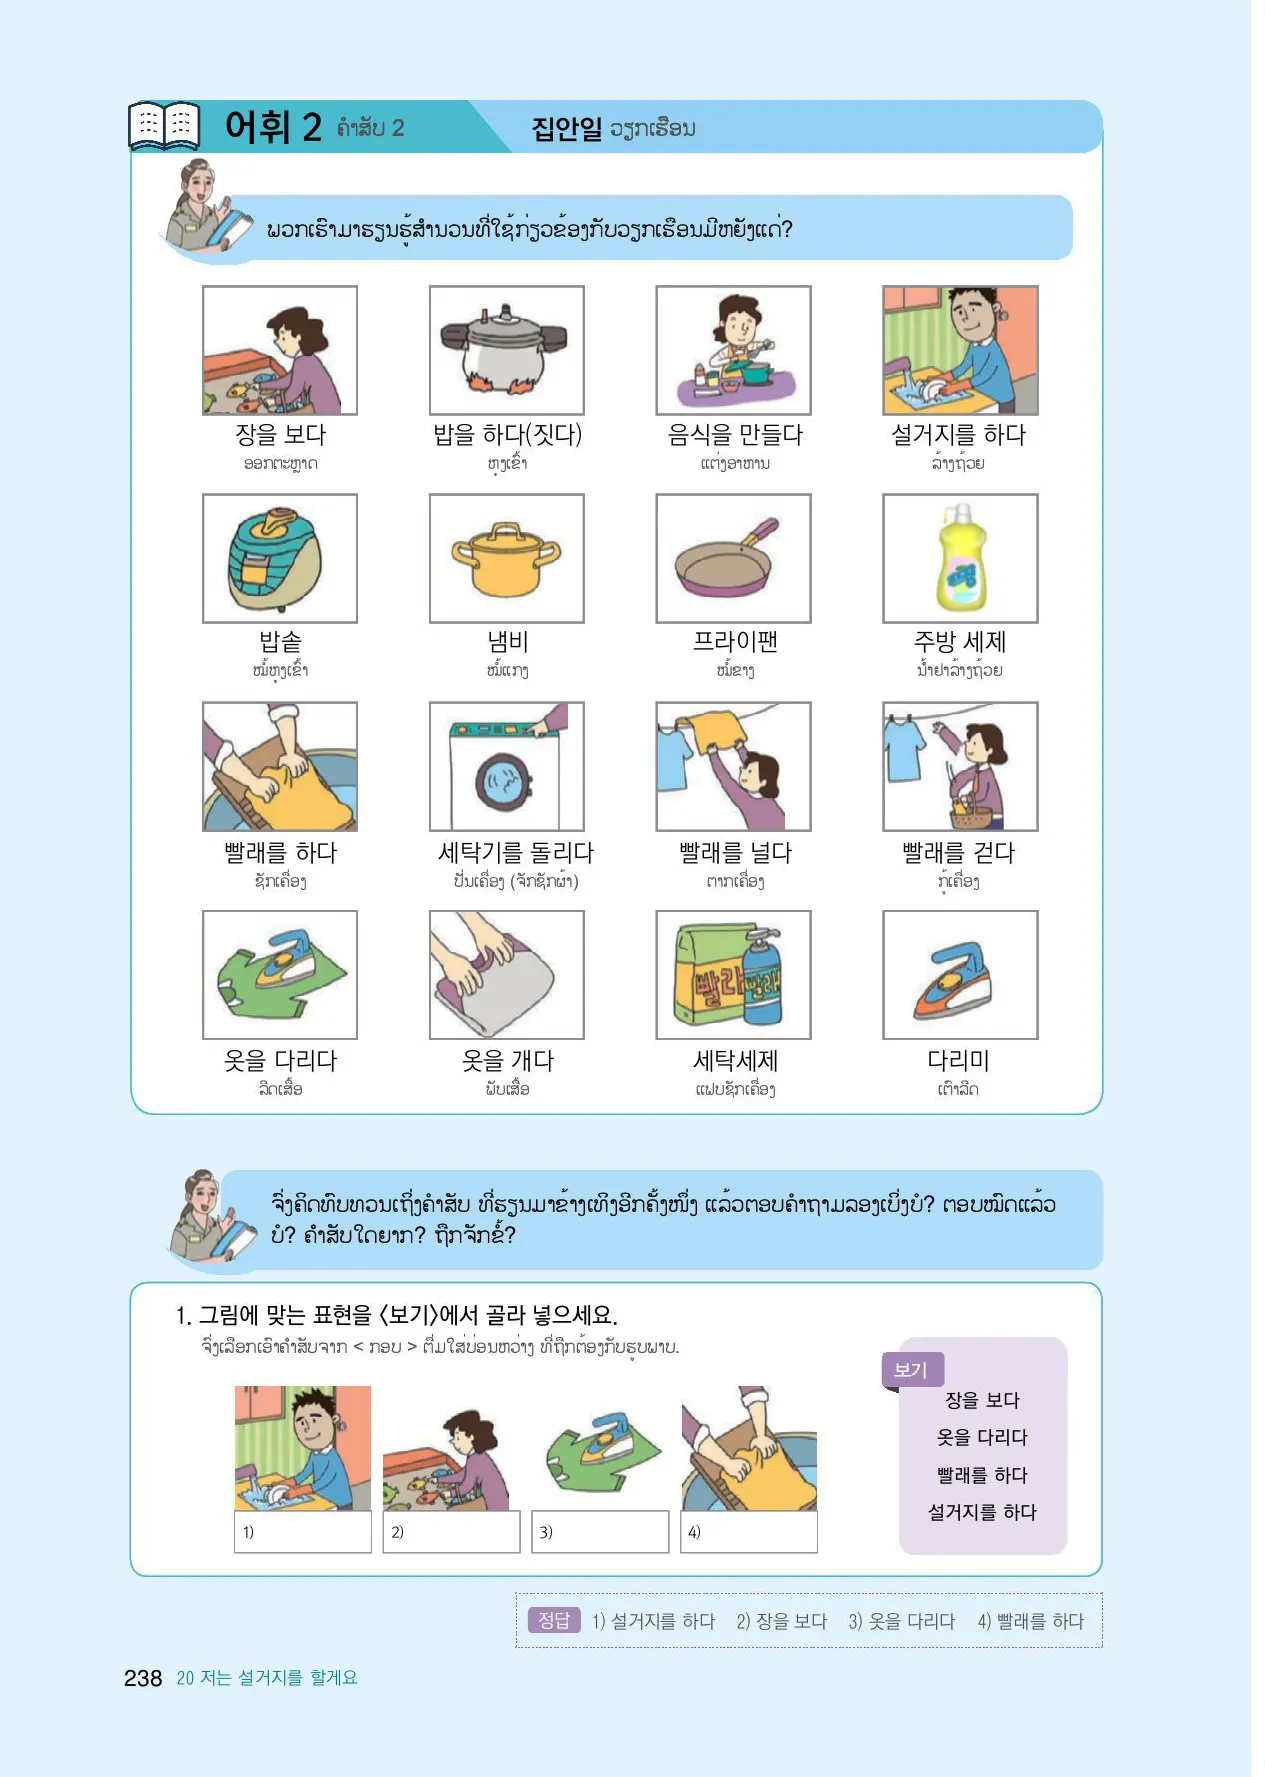 어휘 2 ຄຳສັບ 2 집안일 ວຽກເຮືອນ
ພວກເຮົາມາຮຽນຮູ້ສຳນວນທີ່ໃຊ້ກ່ຽວຂ້ອງກັບວຽກເຮືອນມີຫຍັງແດ່?
장을 보다 밥을 하다(짓다) 음식을 만들다 설거지를 하다
ອອກຕະຫຼາດ ຫຸງເຂົ້າ ແຕ່ງອາຫານ ລ້າງຖ້ວຍ
밥솥 냄비 프라이팬 주방 세제
ໝໍ້ຫຸງເຂົ້າ ໝໍ້ແກງ ໝໍ້ຂາງ ນ້ຳຢາລ້າງຖ້ວຍ
빨래를 하다 세탁기를 돌리다 빨래를 널다 빨래를 걷다
ຊັກເຄື່ອງ ປັ່ນເຄື່ອງ (ຈັກຊັກຜ້າ) ຕາກເຄື່ອງ ກູ້ເຄື່ອງ
빨래 빨래
옷을 다리다 옷을 개다 세탁세제 다리미
ລີດເສື້ອ ພັບເສື້ອ ແຟບຊັກເຄື່ອງ ເຕົາລີດ
ຈົ່ງຄິດທົບທວນເຖິ່ງຄຳສັບ ທີ່ຮຽນມາຂ້າງເທິງອີກຄັ້ງໜຶ່ງ ແລ້ວຕອບຄຳຖາມລອງເບິ່ງບໍ? ຕອບໝົດແລ້ວ
ບໍ? ຄຳສັບໃດຍາກ? ຖືກຈັກຂໍ້?
1. 그림에 맞는 표현을 〈보기〉에서 골라 넣으세요.
ຈົ່ງເລືອກເອົາຄຳສັບຈາກ < ກອບ > ຕື່ມໃສ່ບ່ອນຫວ່າງ ທີ່ຖືກຕ້ອງກັບຮູບພາບ.
보기
장을 보다
옷을 다리다
빨래를 하다
설거지를 하다
1) 2) 3) 4)
정답 1) 설거지를 하다 2) 장을 보다 3) 옷을 다리다 4) 빨래를 하다
238 20 저는 설거지를 할게요